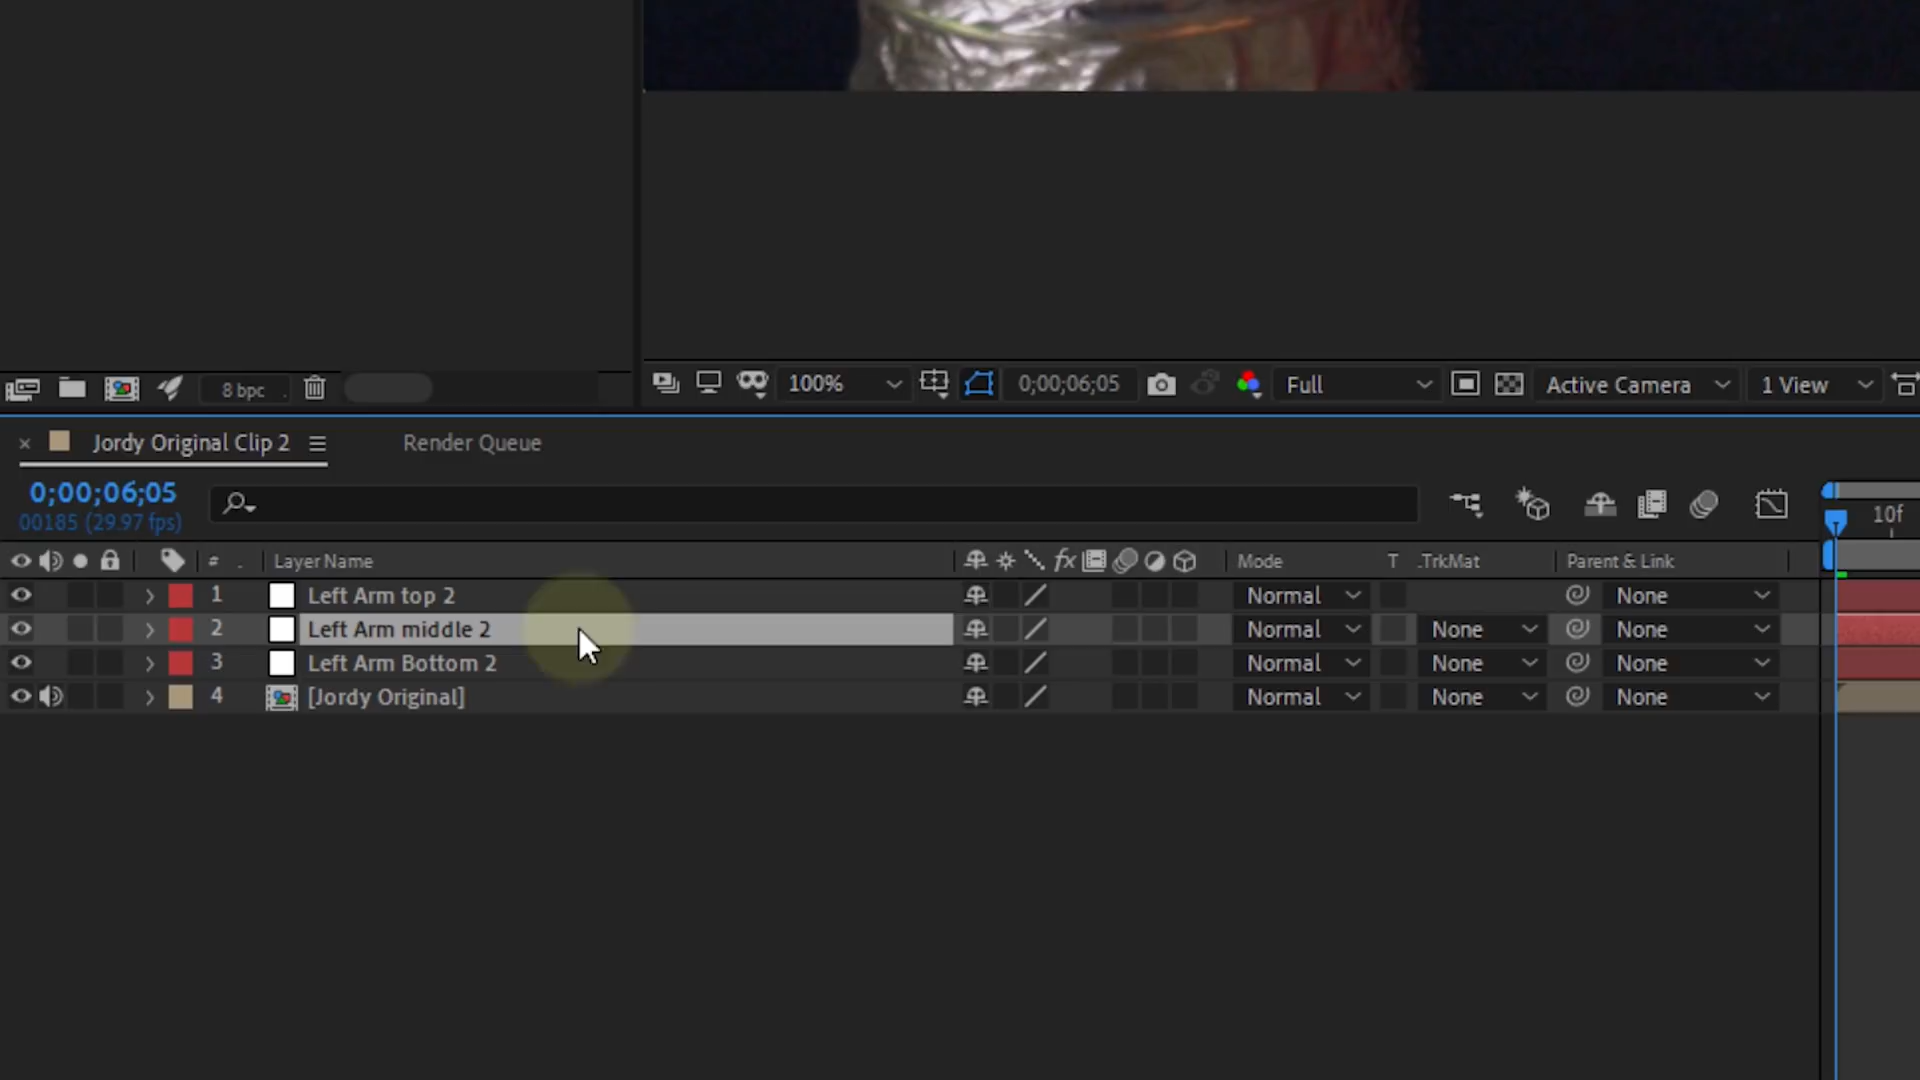 8 bpc
100%
0;00;06;05
Full
Active Camera
1 View
Jordy Original Clip 2
Render Queue
0;00;06;05
00185 (29.97 fps)
10f
# Layer Name fx Mode T .TrkMat Parent & Link
1 Left Arm top 2 Normal None
2 Left Arm middle 2 Normal None None
3 Left Arm Bottom 2 Normal None None
4 [Jordy Original] Normal None None